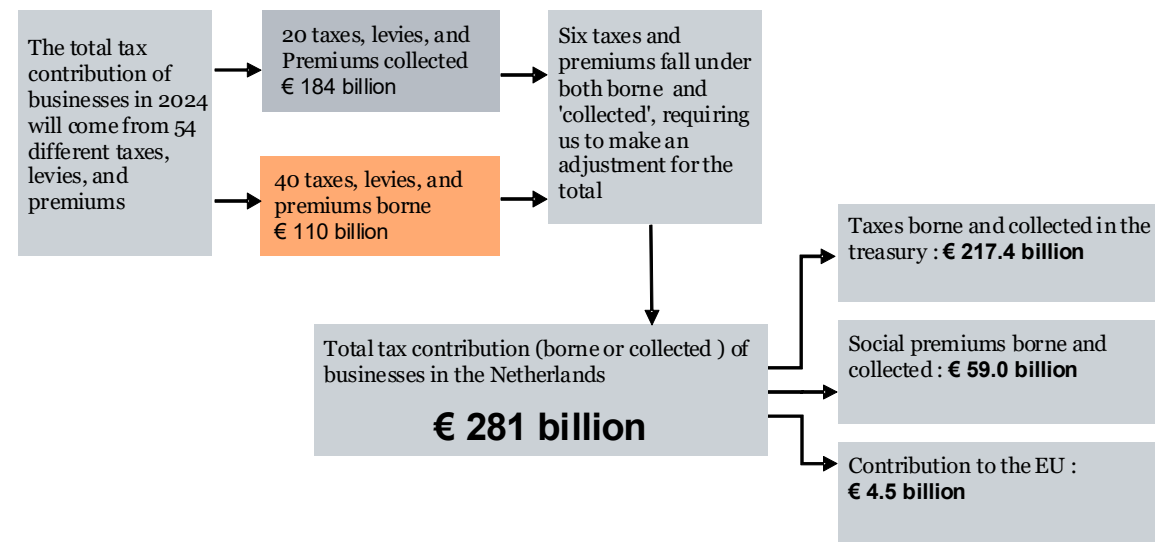 The total tax
contribution of
businesses in 2024
will come from 54
different taxes,
levies, and
premiums
20 taxes, levies, and
Premiums collected
€ 184 billion
40 taxes, levies, and
premiums borne
€ 110 billion
Six taxes and
premiums fall under
both borne and
'collected', requiring
us to make an
adjustment for the
total
Total tax contribution (borne or collected ) of
businesses in the Netherlands
€ 281 billion
Taxes borne and collected in the
treasury : € 217.4 billion
Social premiums borne and
collected : € 59.0 billion
Contribution to the EU :
€ 4.5 billion